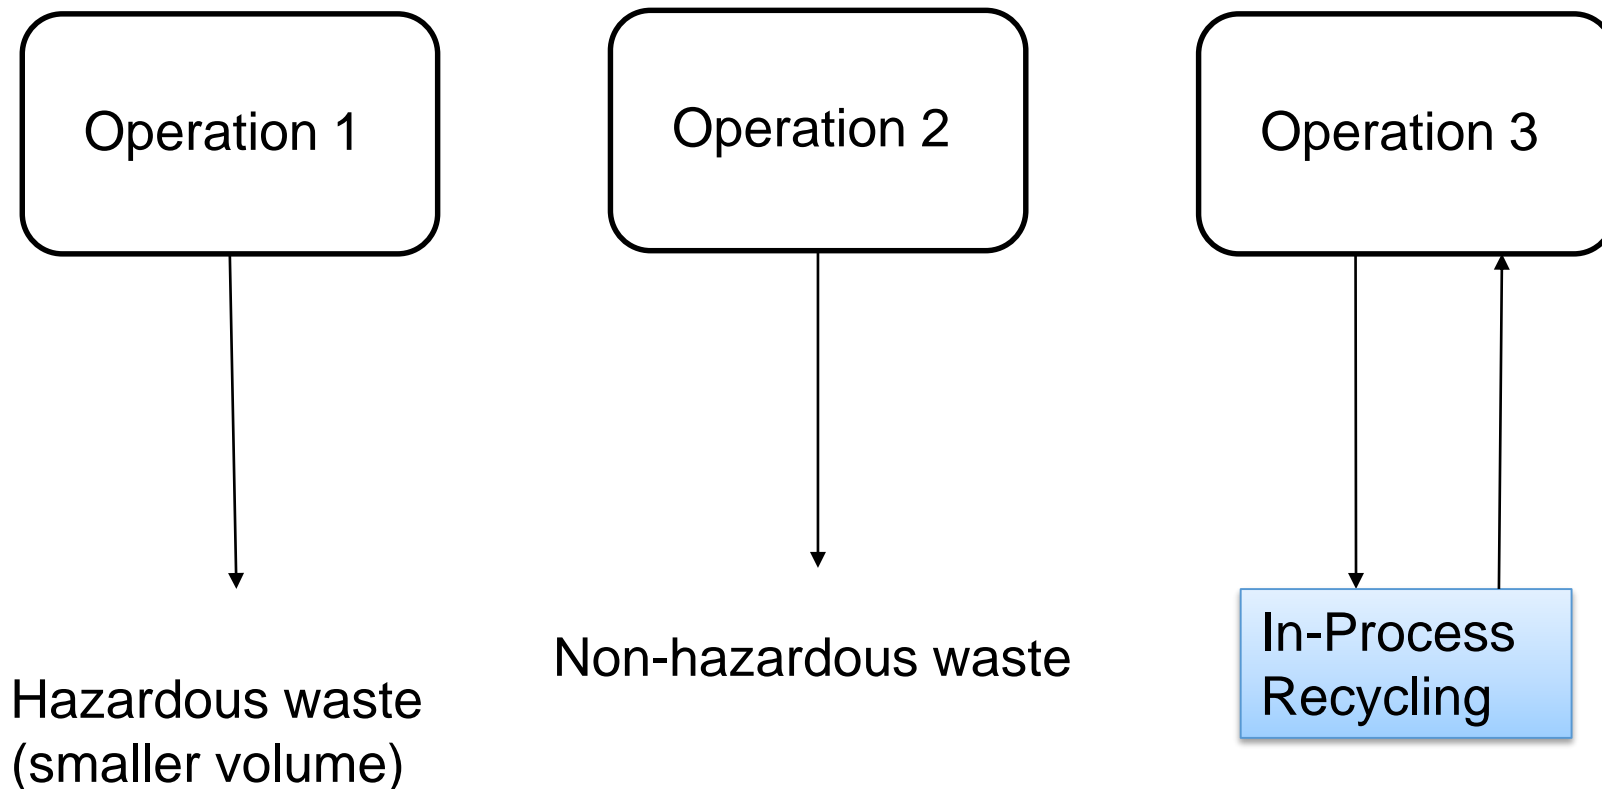 Operation 1
Operation 2
Operation 3
Hazardous waste
(smaller volume)
Non-hazardous waste
In-Process
Recycling